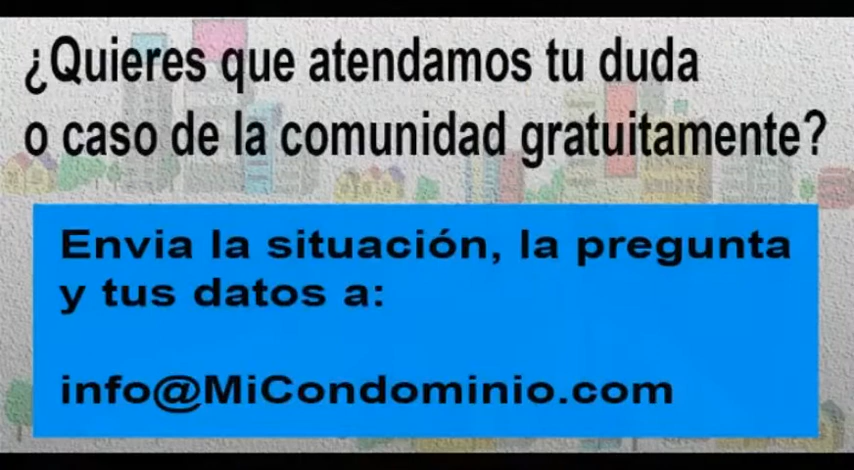 ¿Quieres que atendamos tu duda
o caso de la comunidad gratuitamente?
Envia la situación, la pregunta
y tus datos a:
info@MiCondominio.com